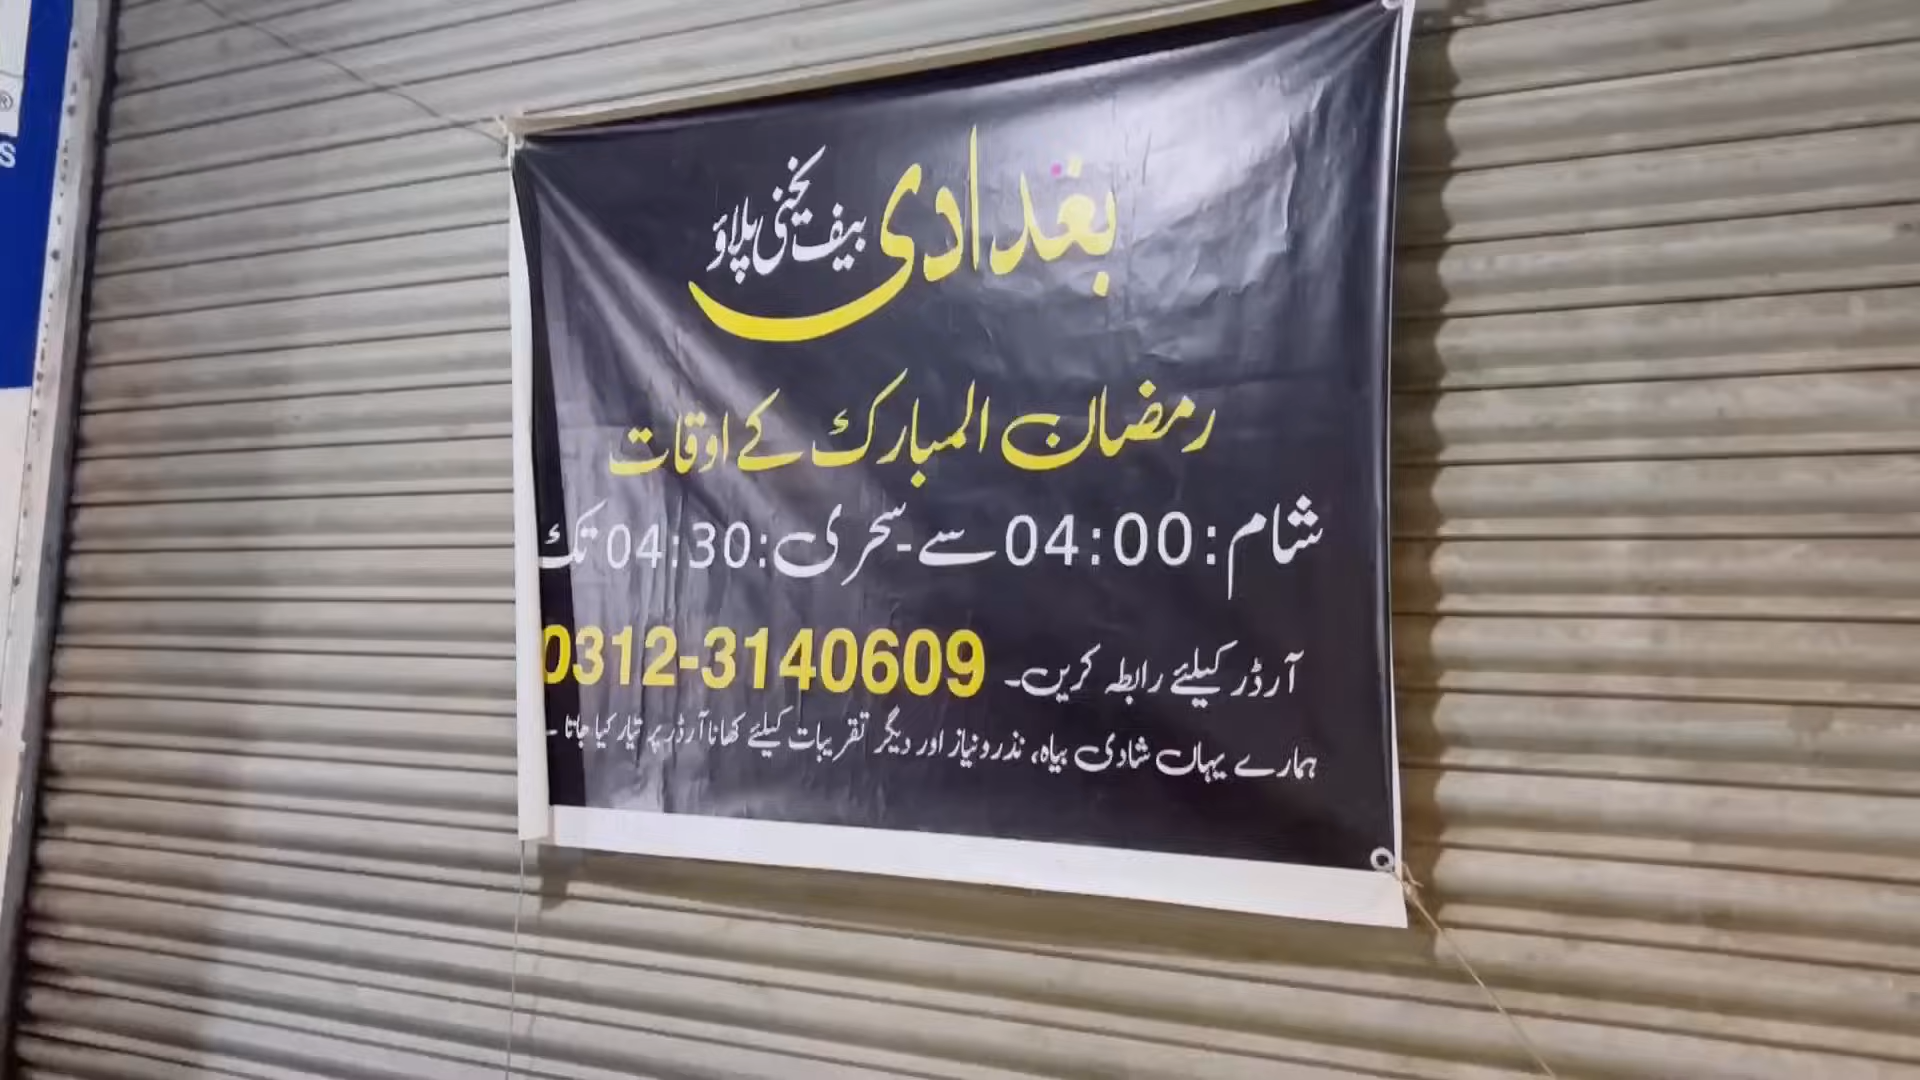 بغدادی بیف یخنی پلاؤ
رمضان المبارک کے اوقات
شام: 04:00 سے - سحری: 04:30 تک
آرڈر کیلئے رابطہ کریں۔ 0312-3140609
ہمارے یہاں شادی بیاہ، نذرونیاز اور دیگر تقریبات کیلئے کھانا آرڈر پر تیار کیا جاتا ۔
®
S